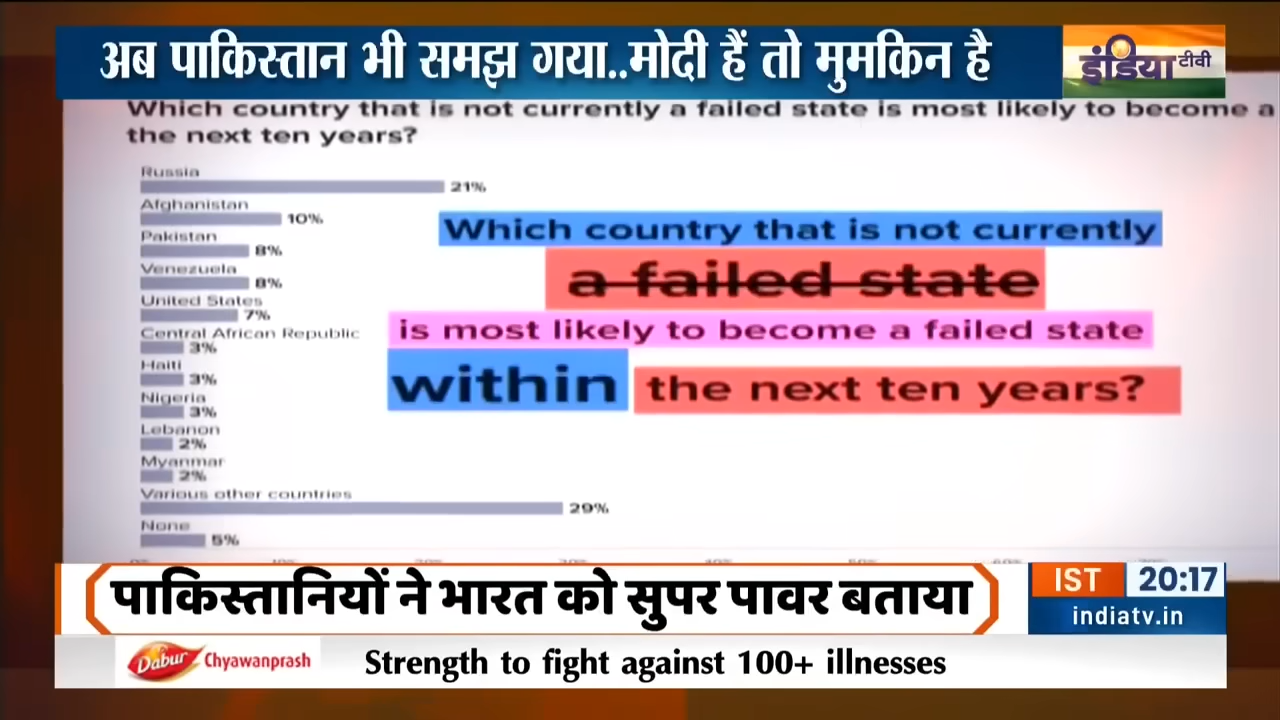 अब पाकिस्तान भी समझ गया..मोदी हैं तो मुमकिन है
इंडिया टीवी
Which country that is not currently a failed state is most likely to become a
the next ten years?
Russia
21%
Afghanistan
10%
Pakistan
8%
Venezuela
8%
United States
7%
Central African Republic
3%
Haiti
3%
Nigeria
3%
Lebanon
2%
Myanmar
2%
Various other countries
29%
None
5%
Which country that is not currently
a failed state
is most likely to become a failed state
within the next ten years?
पाकिस्तानियों ने भारत को सुपर पावर बताया
IST 20:17
indiatv.in
Dabur Chyawanprash
Strength to fight against 100+ illnesses